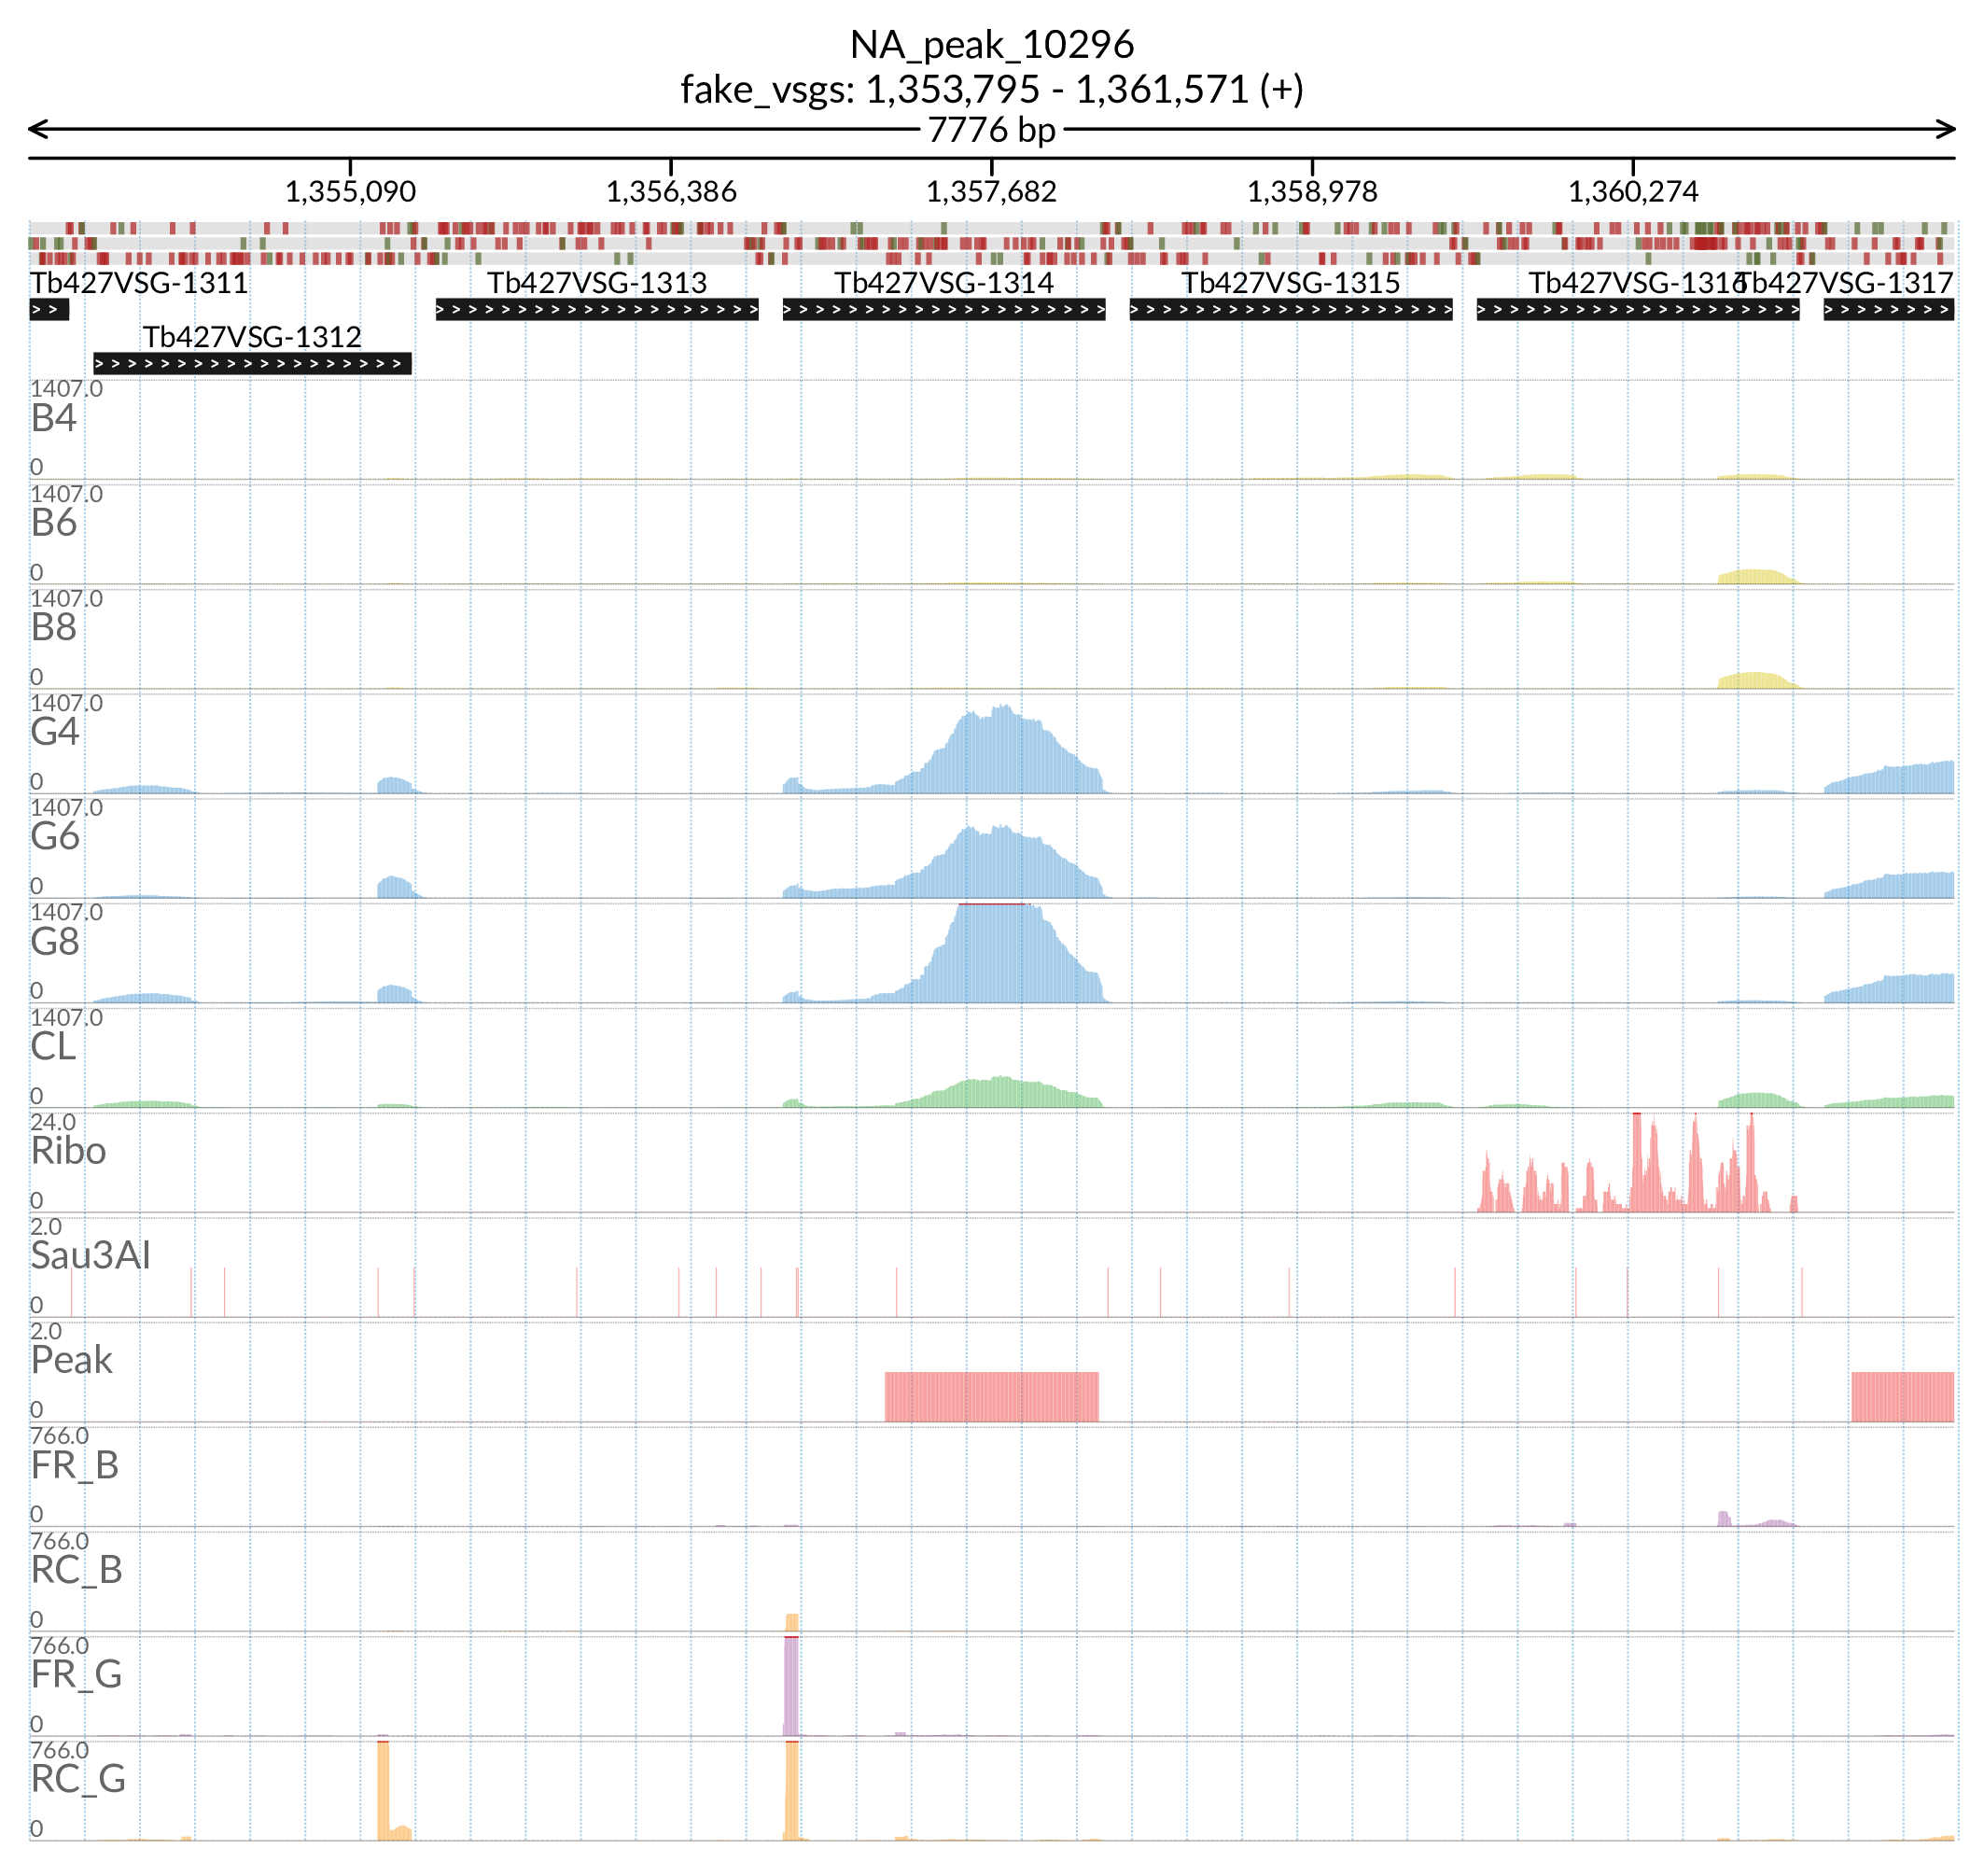 NA_peak_10296
fake_vsgs: 1,353,795 - 1,361,571 (+)
7776 bp
1,355,090 1,356,386 1,357,682 1,358,978 1,360,274
Tb427VSG-1311 Tb427VSG-1313 Tb427VSG-1314 Tb427VSG-1315 Tb427VSG-1316 Tb427VSG-1317
Tb427VSG-1312
1407.0
B4
0
1407.0
B6
0
1407.0
B8
0
1407.0
G4
0
1407.0
G6
0
1407.0
G8
0
1407.0
CL
0
24.0
Ribo
0
2.0
Sau3AI
0
2.0
Peak
0
766.0
FR_B
0
766.0
RC_B
0
766.0
FR_G
0
766.0
RC_G
0